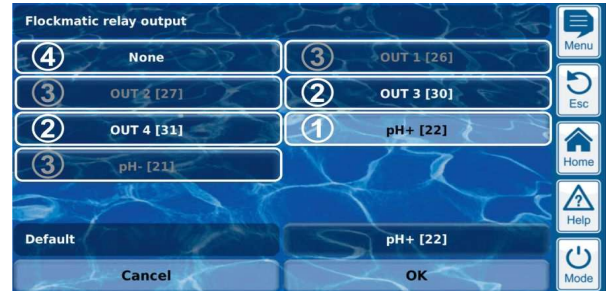 Flockmatic relay output
4 None
3 OUT 1 [26]
3 OUT 2 [27]
2 OUT 3 [30]
2 OUT 4 [31]
1 pH+ [22]
3 pH- [21]
Default pH+ [22]
Cancel OK
Menu
Esc
Home
? Help
Mode